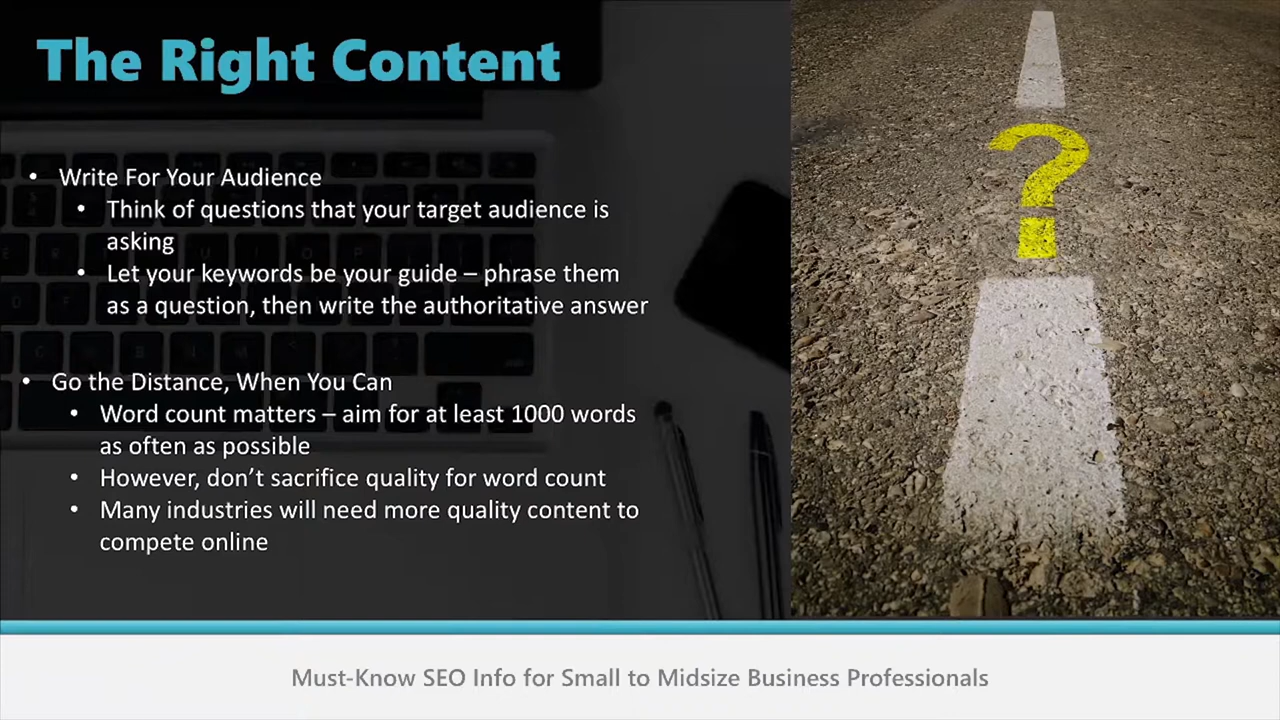 The Right Content
• Write For Your Audience
• Think of questions that your target audience is
asking
• Let your keywords be your guide – phrase them
as a question, then write the authoritative answer
• Go the Distance, When You Can
• Word count matters – aim for at least 1000 words
as often as possible
• However, don’t sacrifice quality for word count
• Many industries will need more quality content to
compete online
?
Must-Know SEO Info for Small to Midsize Business Professionals